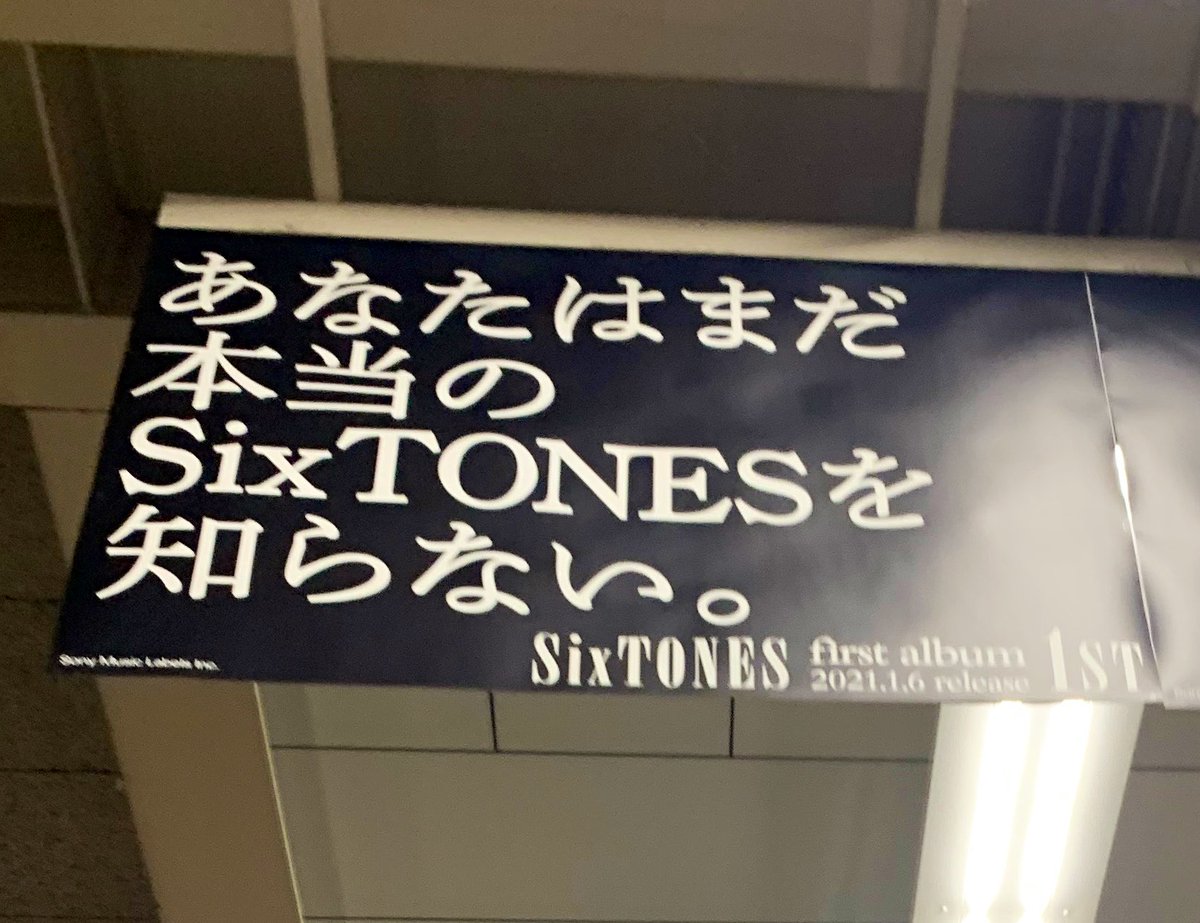 あなたはまだ
本当の
SixTONESを
知らない。
Sony Music Labels Inc.
SixTONES first album 1ST
2021.1.6 release